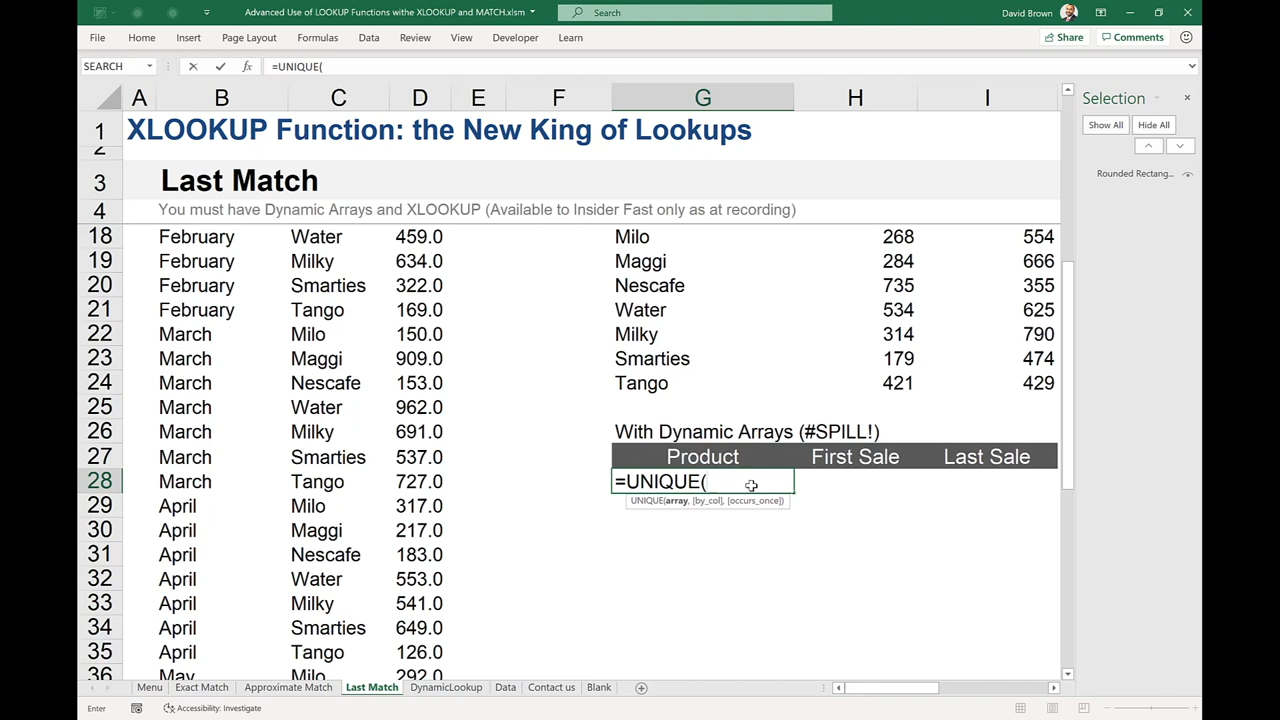 Advanced Use of LOOKUP Functions withe XLOOKUP and MATCH.xlsm
Search
David Brown
File Home Insert Page Layout Formulas Data Review View Developer Learn Share Comments
SEARCH fx =UNIQUE(
A B C D E F G H I
Selection
Show All Hide All
Rounded Rectang...
1 XLOOKUP Function: the New King of Lookups
2
3 Last Match
4 You must have Dynamic Arrays and XLOOKUP (Available to Insider Fast only as at recording)
18 February Water 459.0 Milo 268 554
19 February Milky 634.0 Maggi 284 666
20 February Smarties 322.0 Nescafe 735 355
21 February Tango 169.0 Water 534 625
22 March Milo 150.0 Milky 314 790
23 March Maggi 909.0 Smarties 179 474
24 March Nescafe 153.0 Tango 421 429
25 March Water 962.0
26 March Milky 691.0 With Dynamic Arrays (#SPILL!)
27 March Smarties 537.0 Product First Sale Last Sale
28 March Tango 727.0 =UNIQUE(
UNIQUE(array, [by_col], [occurs_once])
29 April Milo 317.0
30 April Maggi 217.0
31 April Nescafe 183.0
32 April Water 553.0
33 April Milky 541.0
34 April Smarties 649.0
35 April Tango 126.0
36 May Milo 292.0
Menu Exact Match Approximate Match Last Match DynamicLookup Data Contact us Blank
Enter Accessibility: Investigate